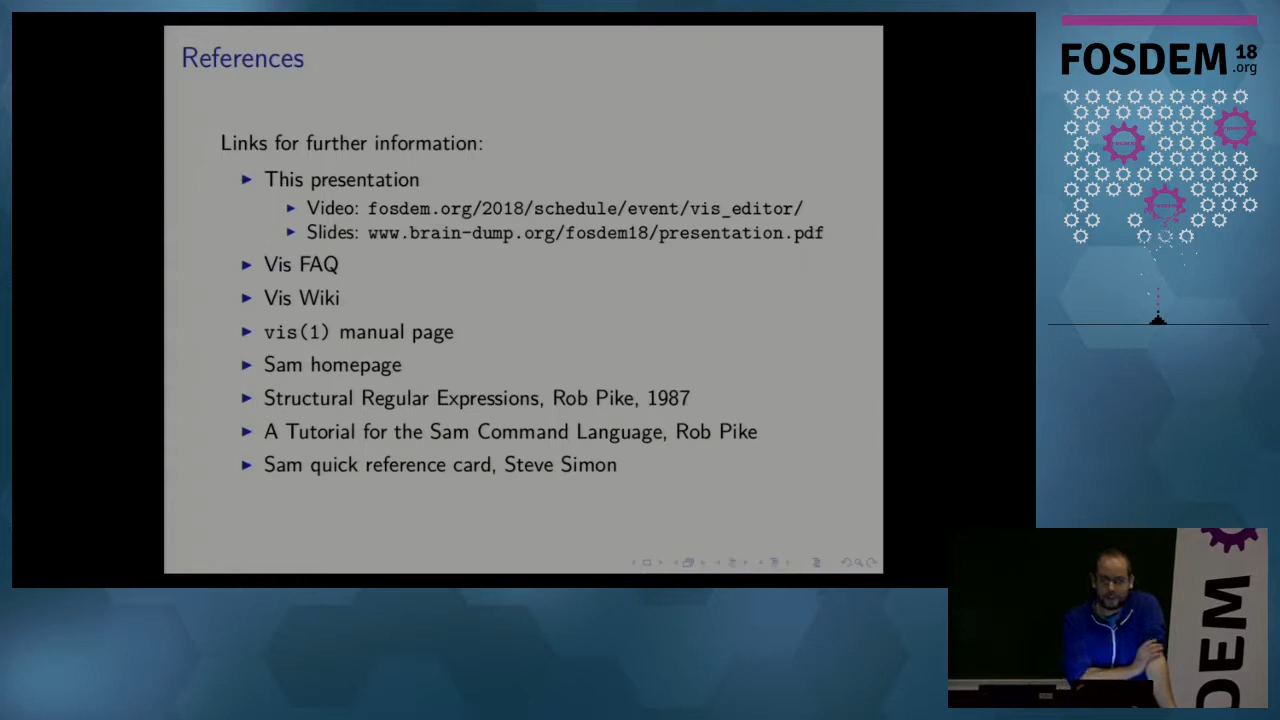 References
Links for further information:
This presentation
Video: fosdem.org/2018/schedule/event/vis_editor/
Slides: www.brain-dump.org/fosdem18/presentation.pdf
Vis FAQ
Vis Wiki
vis(1) manual page
Sam homepage
Structural Regular Expressions, Rob Pike, 1987
A Tutorial for the Sam Command Language, Rob Pike
Sam quick reference card, Steve Simon
FOSDEM 18
.org
DEM